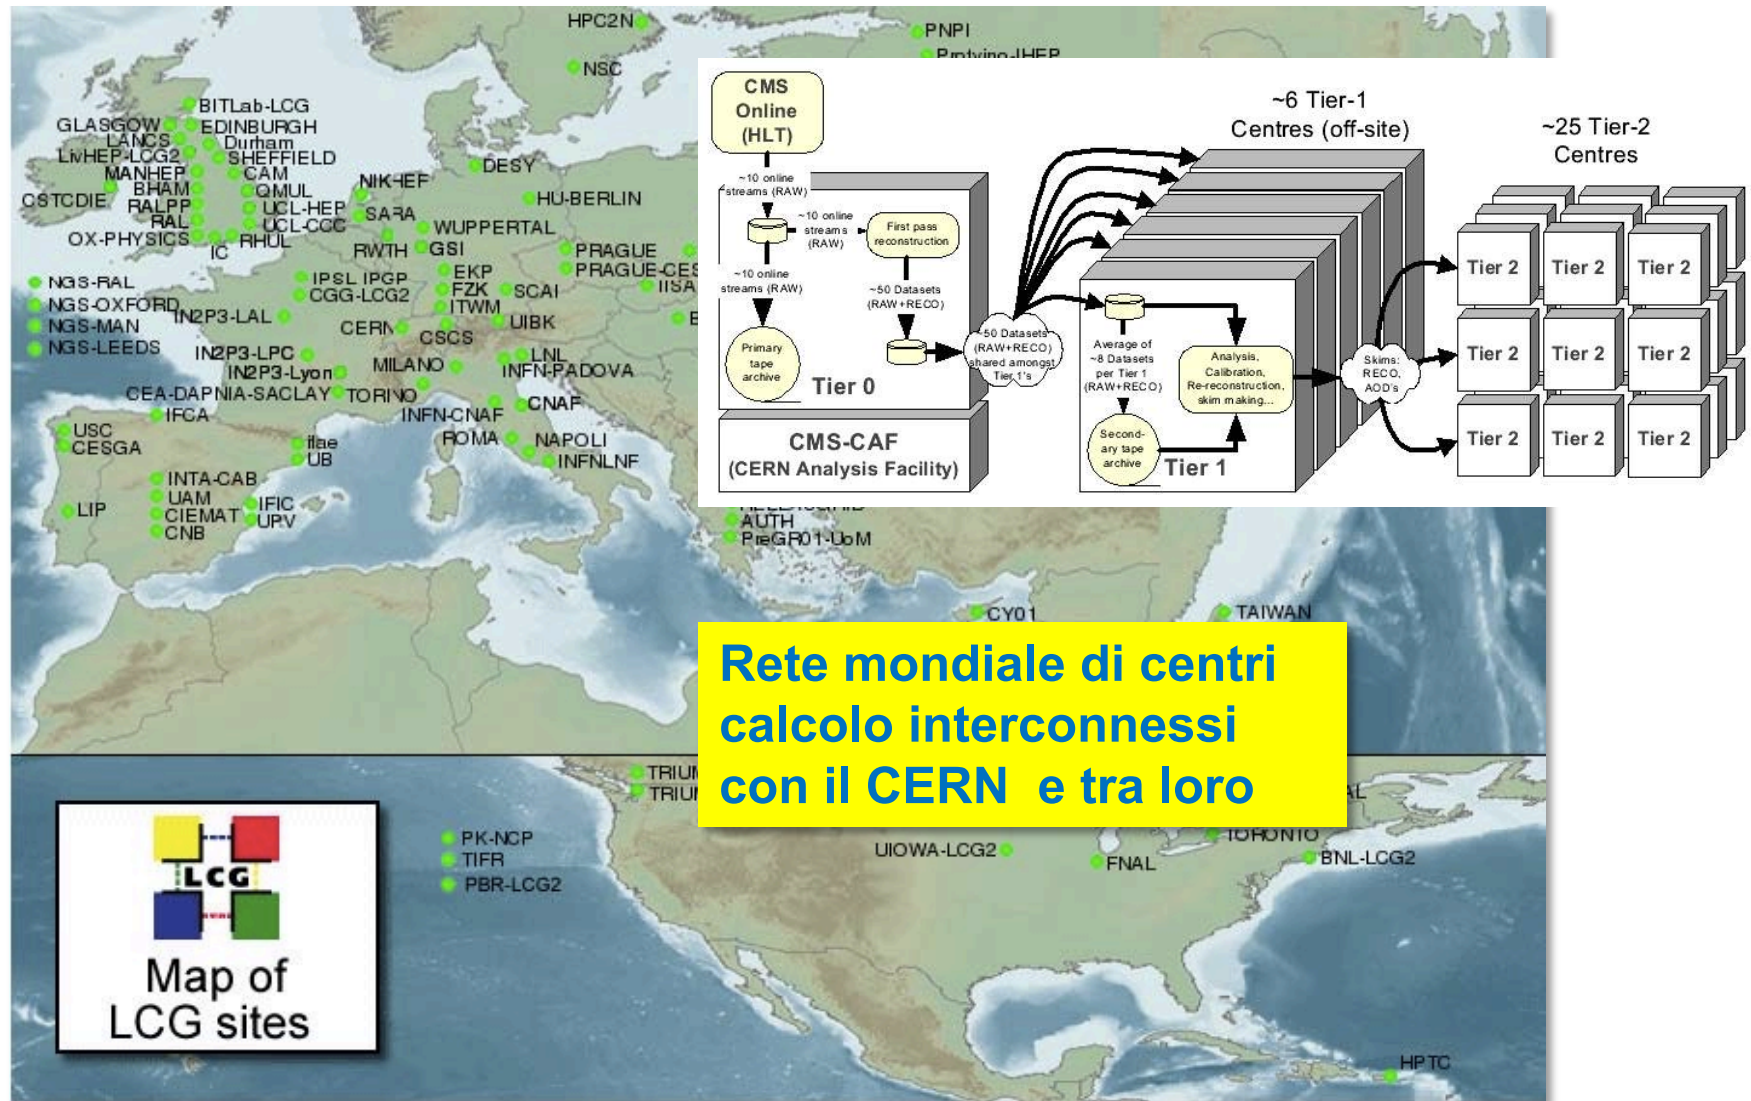 HPC2N
PNPI
NSC
BITLab-LCG
GLASGOW
EDINBURGH
LANCS
Durham
LivHEP-LCG2
SHEFFIELD
MANHEP
CAM
BHAM
QMUL
CSTCDIE
RALPP
UCL-HEP
RAL
UCL-CCC
OX-PHYSICS
IC
RHUL
DESY
NIKHEF
HU-BERLIN
SARA
WUPPERTAL
RWTH
GSI
PRAGUE
NGS-RAL
NGS-OXFORD
NGS-MAN
NGS-LEEDS
IPSL IPGP
CGG-LCG2
EKP
FZK
SCAI
ITWM
IN2P3-LAL
CERN
CSCS
UIBK
IN2P3-LPC
MILANO
LNL
IN2P3-Lyon
INFN-PADOVA
CEA-DAPNIA-SACLAY
TORINO
INFN-CNAF
CNAF
IFCA
ROMA
NAPOLI
INFNLNF
USC
CESGA
ifae
UB
INTA-CAB
UAM
IFIC
LIP
CIEMAT
UPV
CNB
AUTH
PreGR01-UoM
CY01
TAIWAN
CMS
Online
(HLT)
~10 online
streams (RAW)
~10 online
streams
(RAW)
First pass
reconstruction
~10 online
streams (RAW)
~50 Datasets
(RAW+RECO)
Primary
tape
archive
Tier 0
CMS-CAF
(CERN Analysis Facility)
~50 Datasets
(RAW+RECO)
shared amongst
Tier 1's
~6 Tier-1
Centres (off-site)
Average of
~8 Datasets
per Tier 1
(RAW+RECO)
Analysis,
Calibration,
Re-reconstruction,
skim making...
Second-
ary tape
archive
Tier 1
Skims:
RECO,
AOD's
~25 Tier-2
Centres
Tier 2 Tier 2 Tier 2
Tier 2 Tier 2 Tier 2
Tier 2 Tier 2 Tier 2
Rete mondiale di centri
calcolo interconnessi
con il CERN e tra loro
PK-NCP
TIFR
PBR-LCG2
UIOWA-LCG2
FNAL
TORONTO
BNL-LCG2
HPTC
LCG
Map of
LCG sites